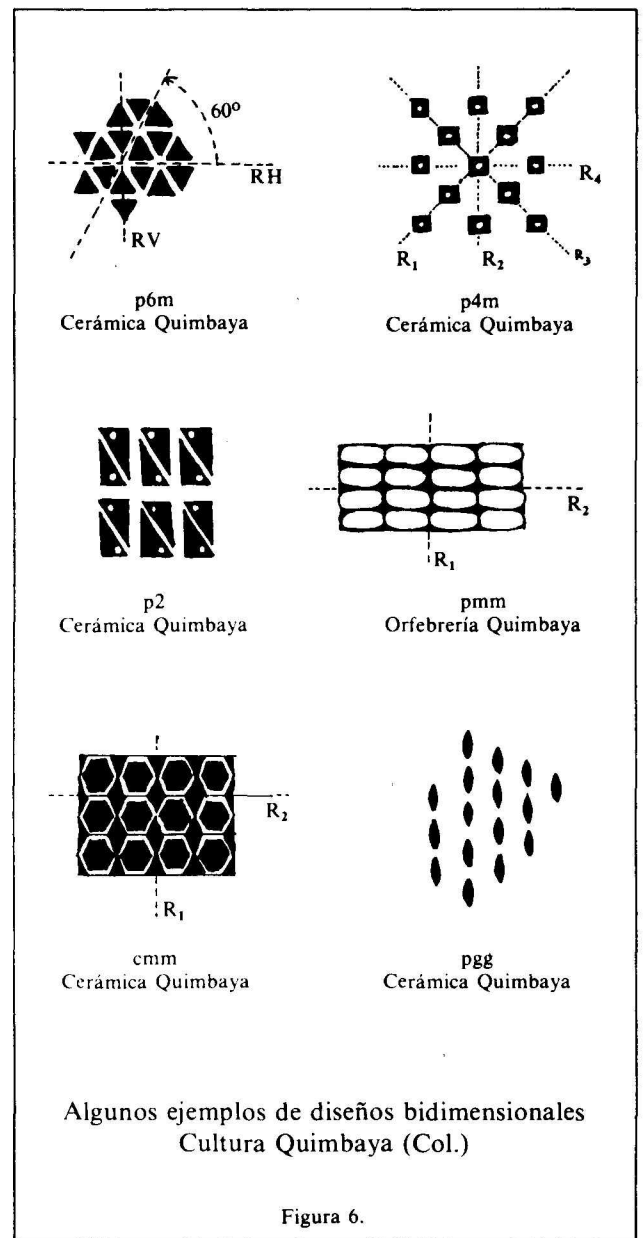 60°
RH
RV
p6m
Cerámica Quimbaya
R₄
R₁
R₂
R₃
p4m
Cerámica Quimbaya
p2
Cerámica Quimbaya
R₂
R₁
pmm
Orfebrería Quimbaya
R₂
R₁
cmm
Cerámica Quimbaya
pgg
Cerámica Quimbaya
Algunos ejemplos de diseños bidimensionales
Cultura Quimbaya (Col.)
Figura 6.